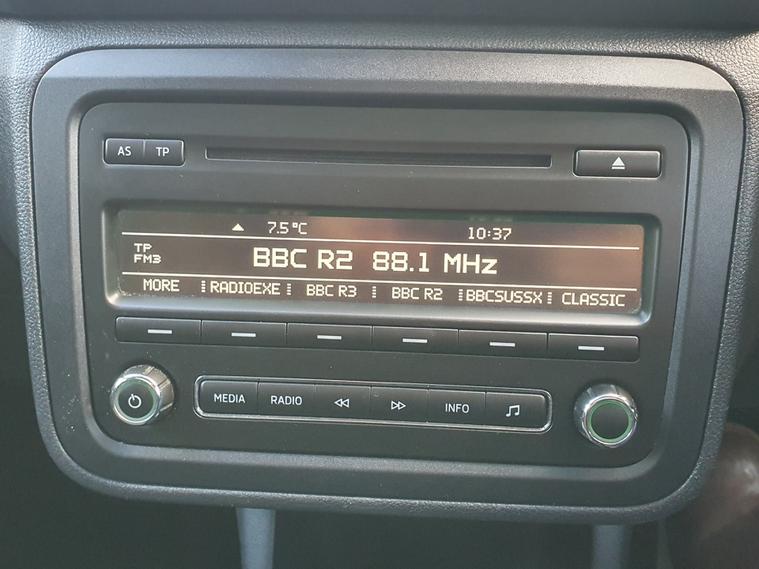 AS TP
7.5°C 10:37
TP
FM3
BBC R2 88.1 MHz
MORE RADIOEXE BBC R3 BBC R2 BBCSUSSX CLASSIC
MEDIA RADIO INFO